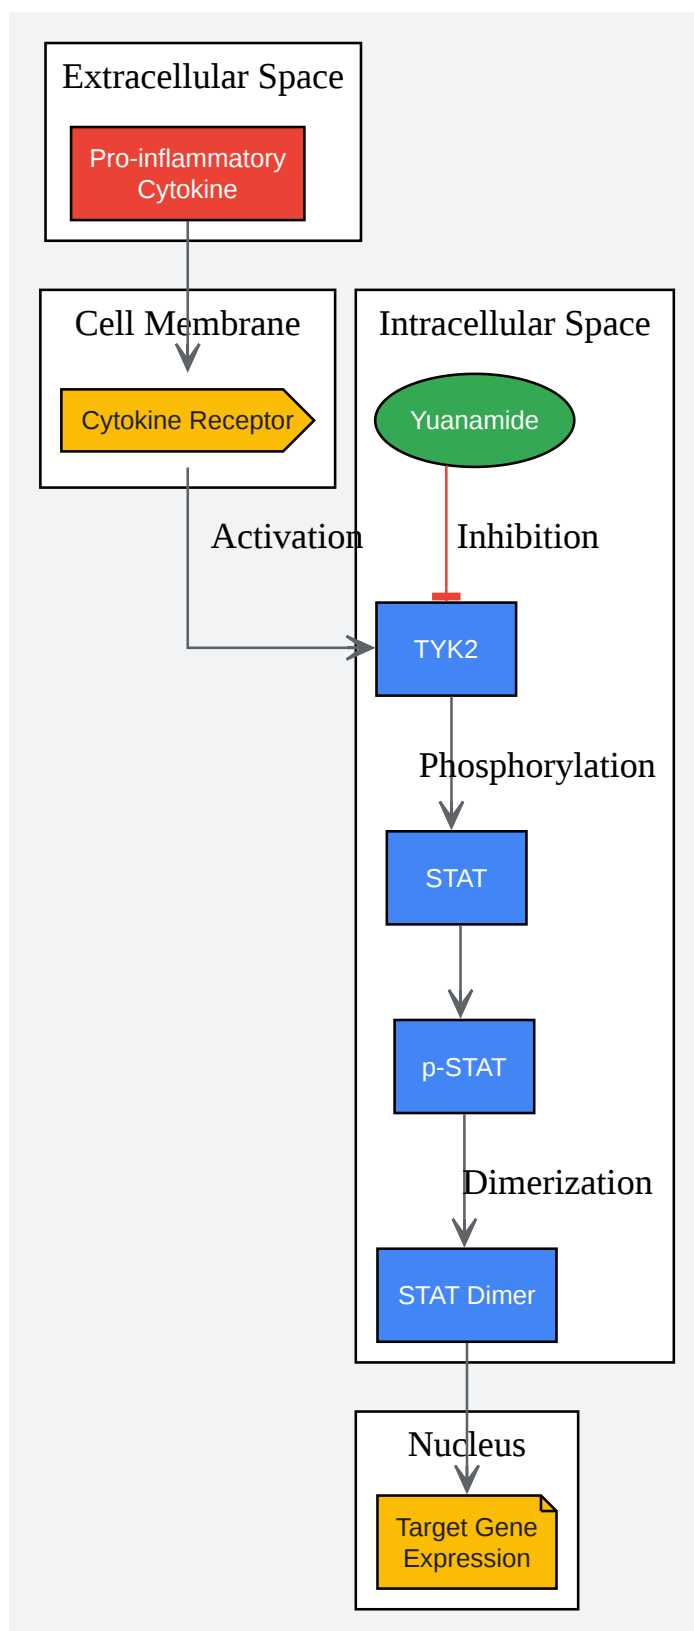 Extracellular Space
Pro-inflammatory
Cytokine
Cell Membrane
Cytokine Receptor
Intracellular Space
Yuanamide
Activation
Inhibition
TYK2
Phosphorylation
STAT
p-STAT
Dimerization
STAT Dimer
Nucleus
Target Gene
Expression